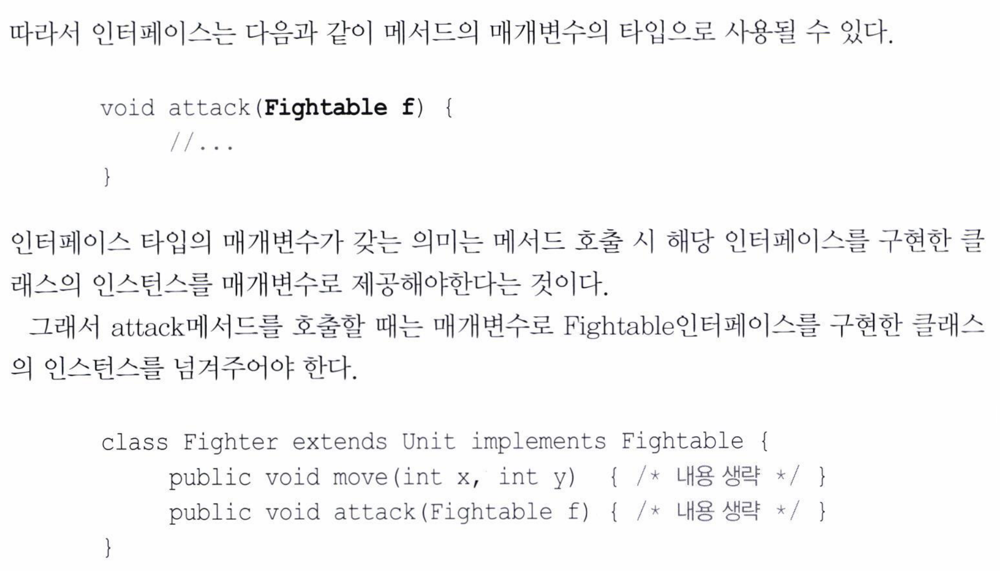 따라서 인터페이스는 다음과 같이 메서드의 매개변수의 타입으로 사용될 수 있다.
void attack(Fightable f) {
//...
}
인터페이스 타입의 매개변수가 갖는 의미는 메서드 호출 시 해당 인터페이스를 구현한 클
래스의 인스턴스를 매개변수로 제공해야한다는 것이다.
그래서 attack메서드를 호출할 때는 매개변수로 Fightable인터페이스를 구현한 클래스
의 인스턴스를 넘겨주어야 한다.
class Fighter extends Unit implements Fightable {
public void move(int x, int y) { /* 내용 생략 */ }
public void attack(Fightable f) { /* 내용 생략 */ }
}